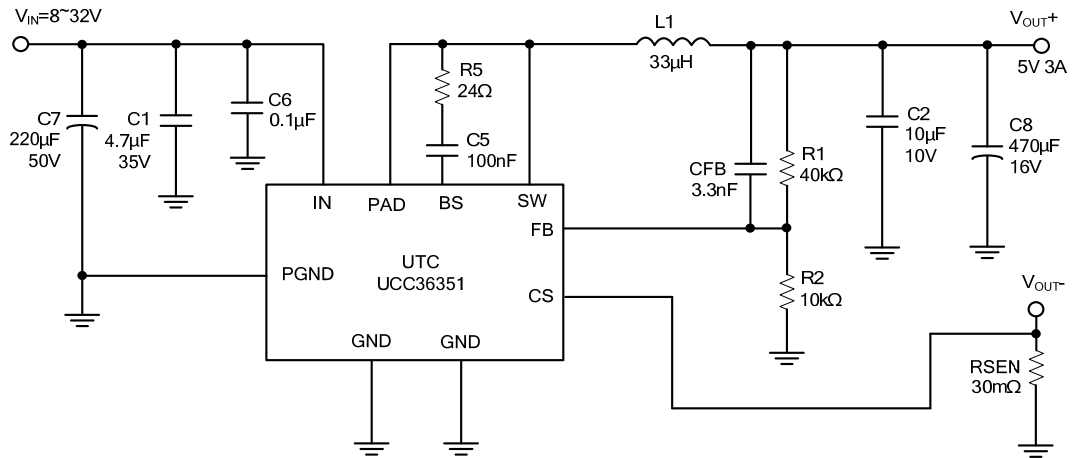 VIN=8~32V
L1
33µH
VOUT+
5V 3A
R5
24Ω
C5
100nF
C7
220µF
50V
C1
4.7µF
35V
C6
0.1µF
CFB
3.3nF
R1
40kΩ
C2
10µF
10V
C8
470µF
16V
IN
PAD
BS
SW
FB
PGND
UTC
UCC36351
CS
GND
GND
R2
10kΩ
VOUT-
RSEN
30mΩ